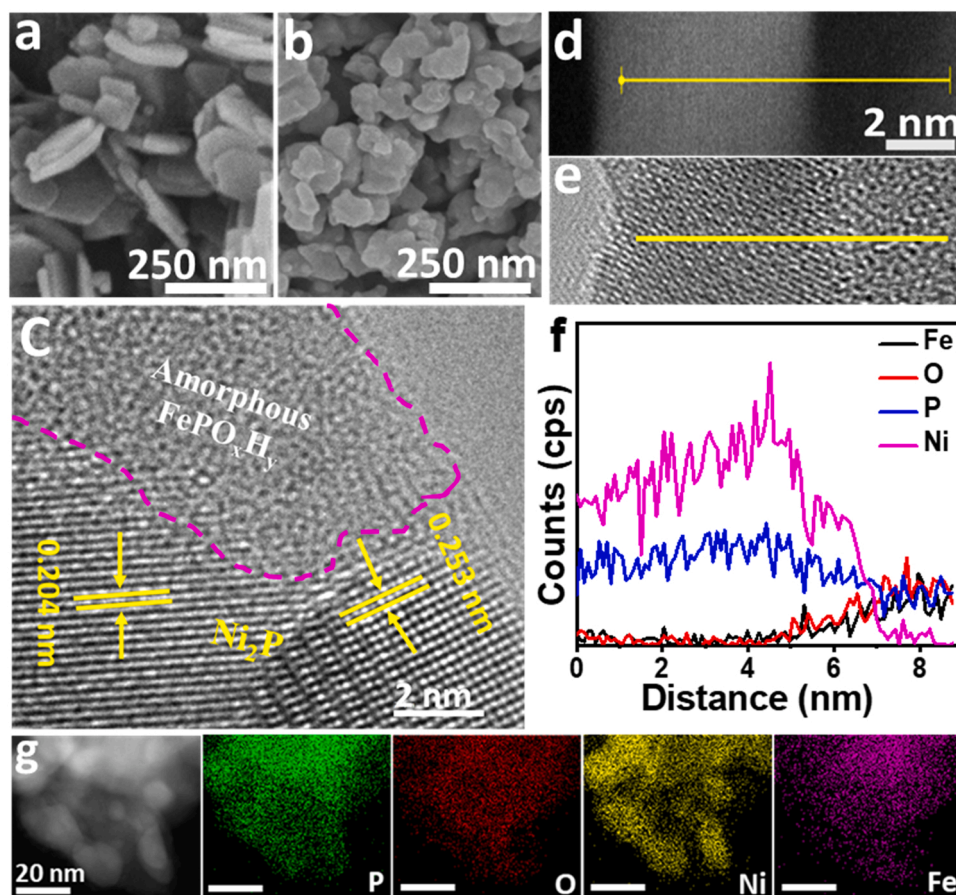 a
250 nm
b
250 nm
d
2 nm
e
C
Amorphous
FePOxHy
0.204 nm
0.253 nm
Ni2P
2 nm
f
Fe
O
P
Ni
Counts (cps)
0 2 4 6 8
Distance (nm)
g
20 nm
P
O
Ni
Fe